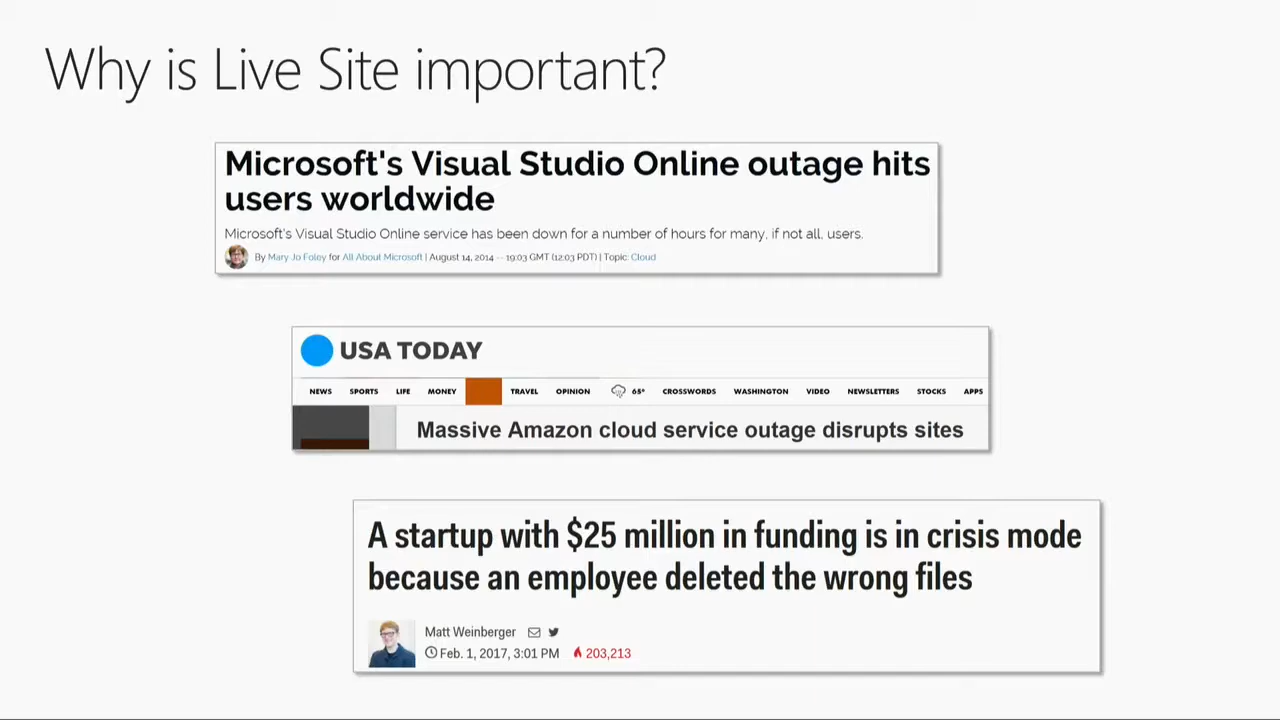 Why is Live Site important?
Microsoft's Visual Studio Online outage hits
users worldwide
Microsoft's Visual Studio Online service has been down for a number of hours for many, if not all, users.
By Mary Jo Foley for All About Microsoft | August 14, 2014 -- 19:03 GMT (12:03 PDT) | Topic: Cloud
USA TODAY
NEWS SPORTS LIFE MONEY TRAVEL OPINION 65° CROSSWORDS WASHINGTON VIDEO NEWSLETTERS STOCKS APPS
Massive Amazon cloud service outage disrupts sites
A startup with $25 million in funding is in crisis mode
because an employee deleted the wrong files
Matt Weinberger
Feb. 1, 2017, 3:01 PM 203,213